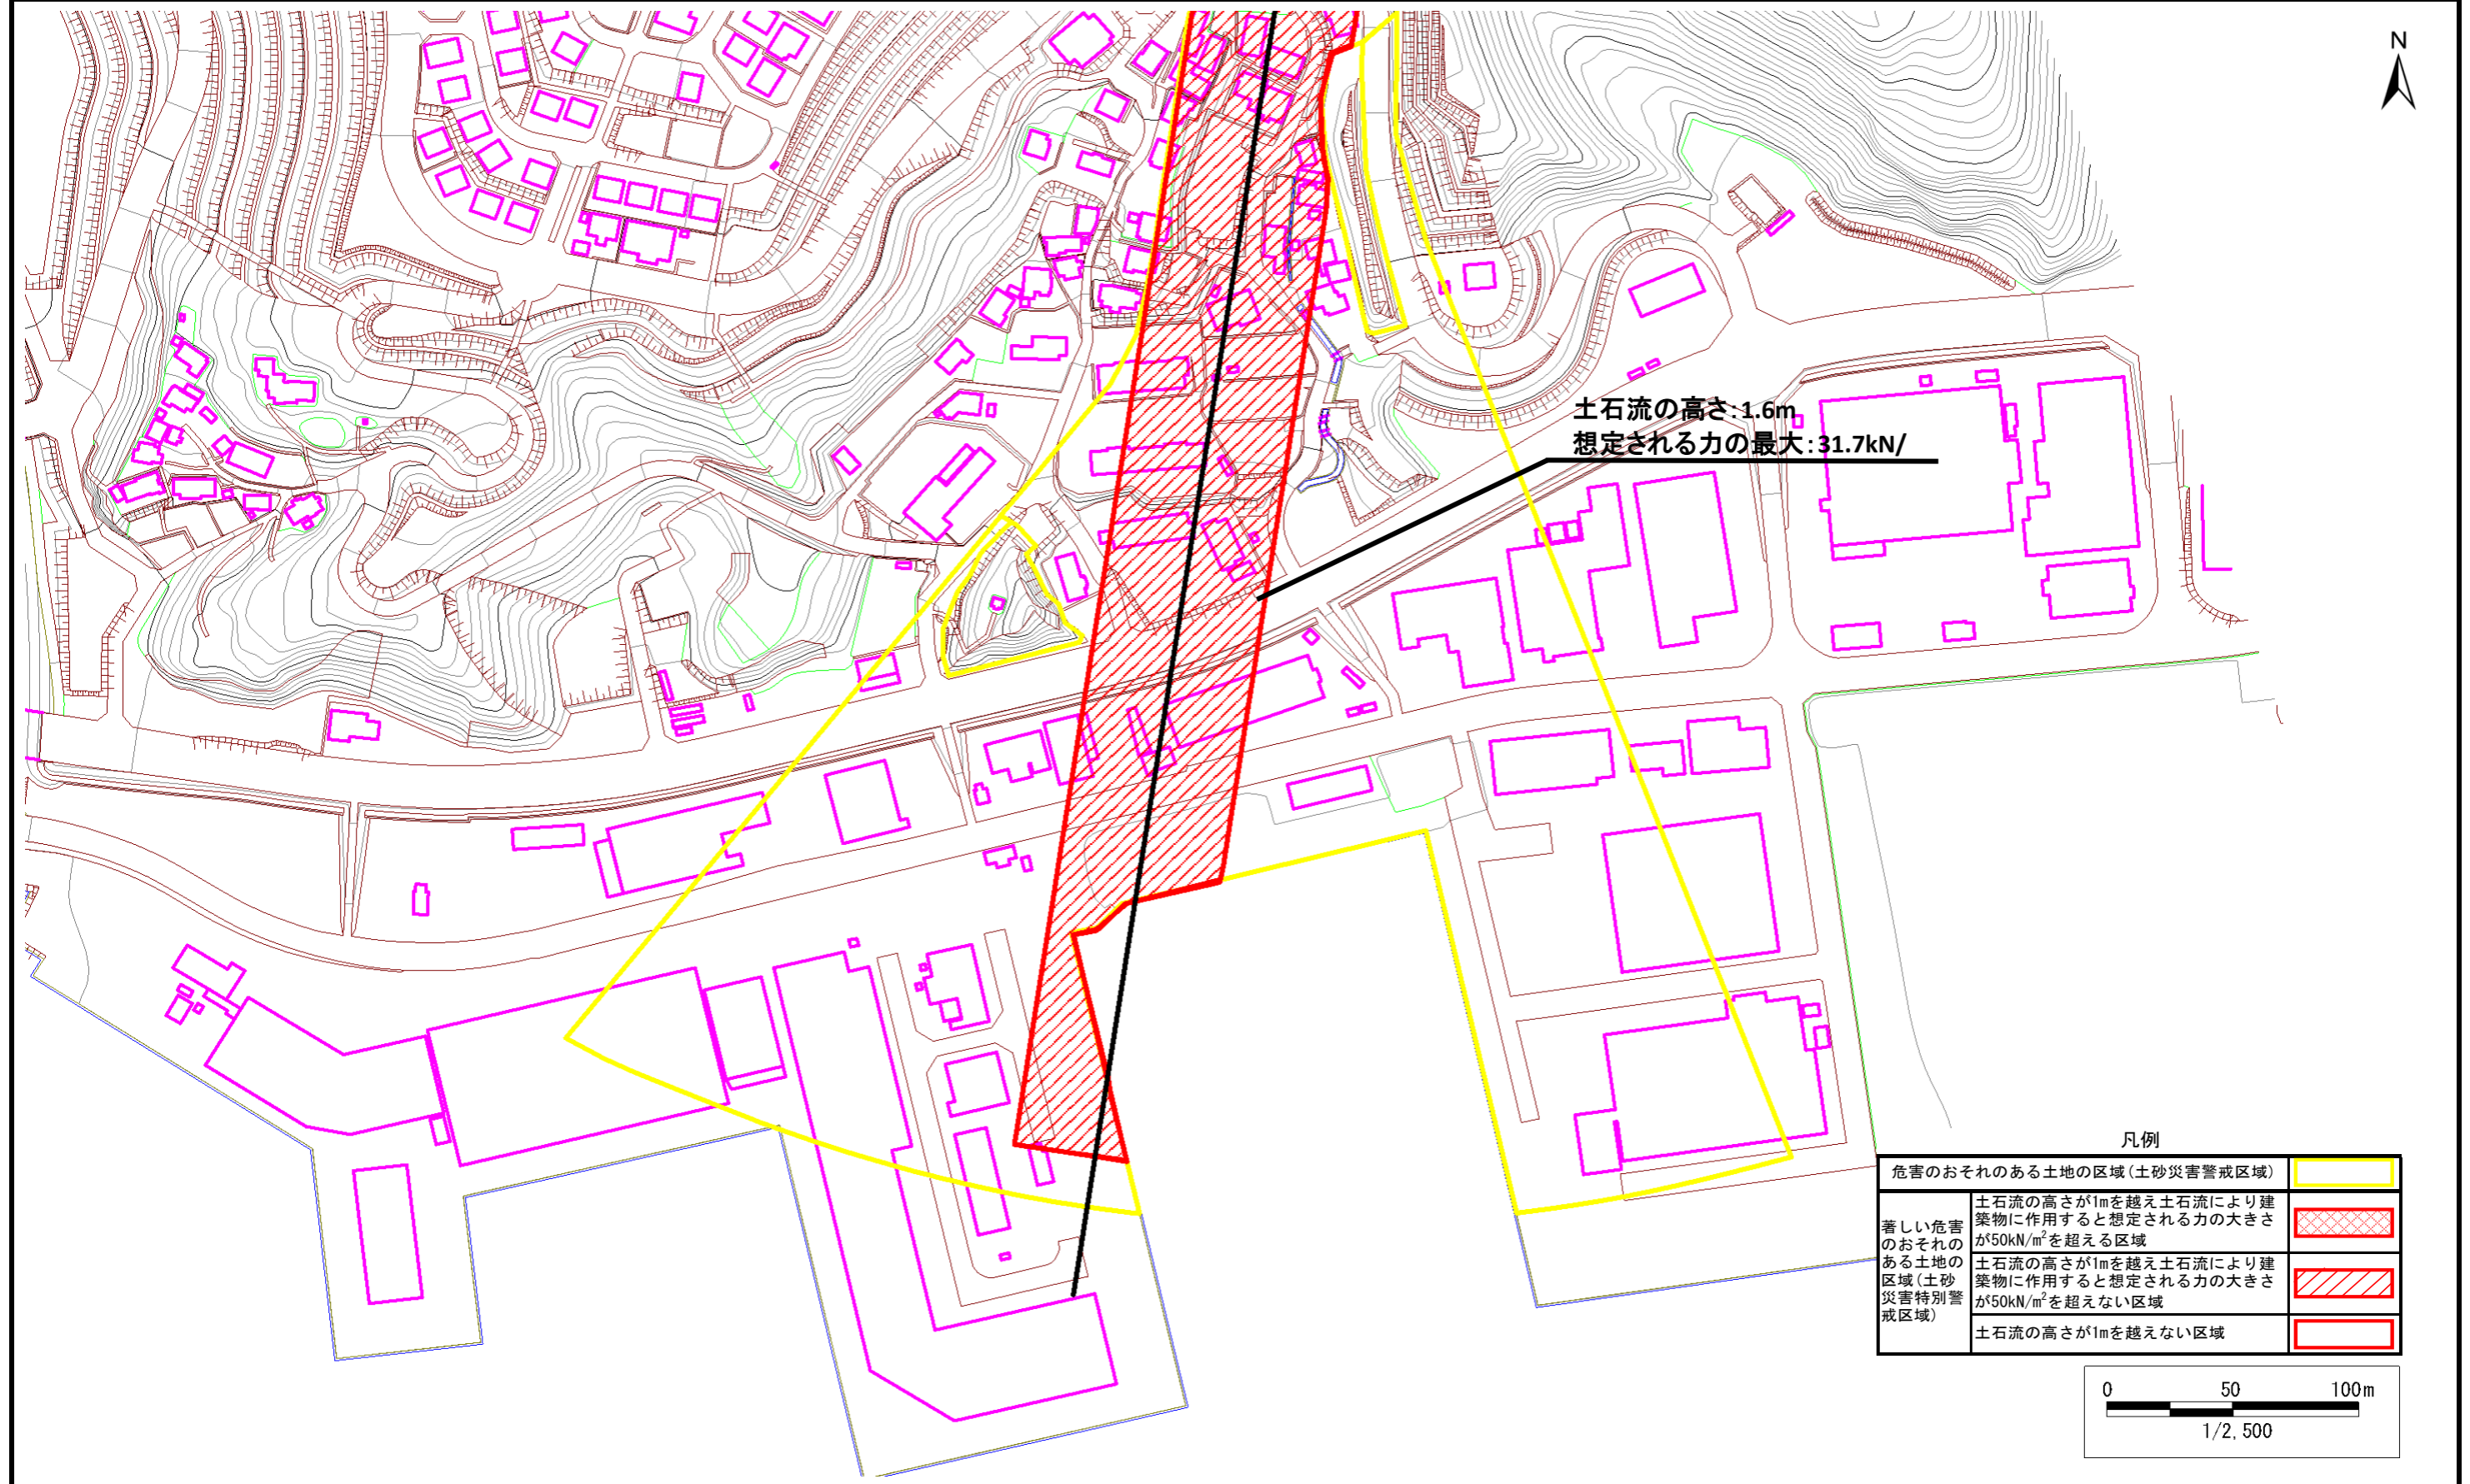 N
土石流の高さ:1.6m
想定される力の最大:31.7kN/
凡例
危害のおそれのある土地の区域(土砂災害警戒区域)
著しい危害
のおそれの
ある土地の
区域(土砂
災害特別警
戒区域)
土石流の高さが1mを越え土石流により建
築物に作用すると想定される力の大きさ
が50kN/m²を超える区域
土石流の高さが1mを越え土石流により建
築物に作用すると想定される力の大きさ
が50kN/m²を超えない区域
土石流の高さが1mを越えない区域
0 50 100m
1/2,500